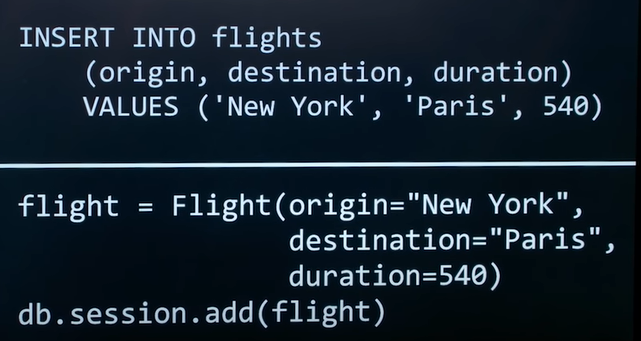 INSERT INTO flights
(origin, destination, duration)
VALUES ('New York', 'Paris', 540)
flight = Flight(origin="New York",
destination="Paris",
duration=540)
db.session.add(flight)